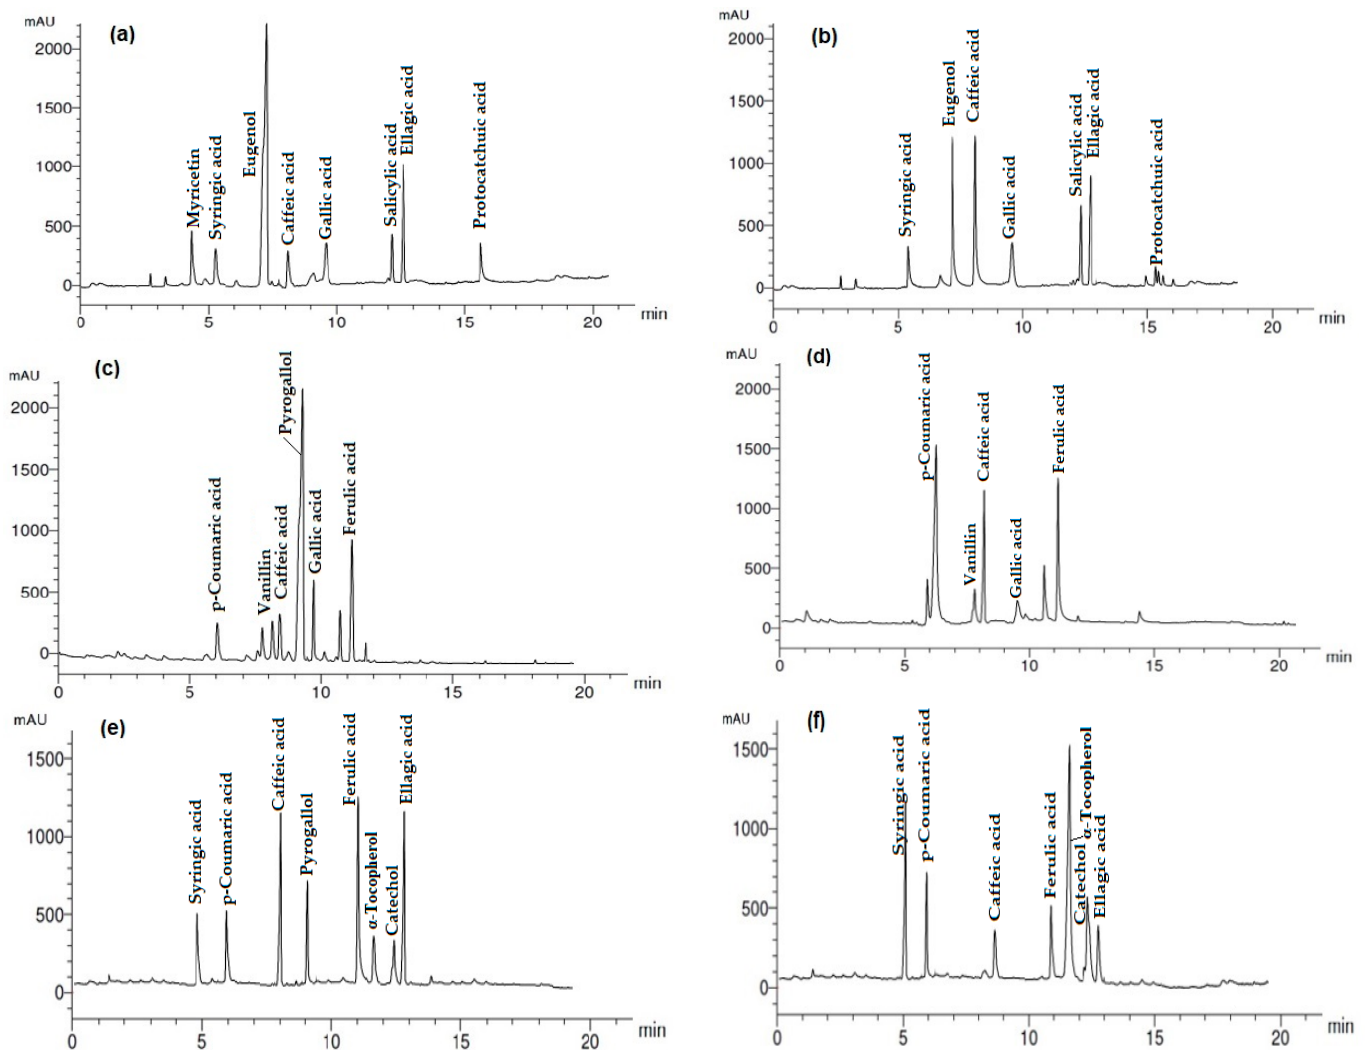 mAU
(a)
2000
1500
1000
500
0
Myricetin
Syringic acid
Eugenol
Caffeic acid
Gallic acid
Salicylic acid
Ellagic acid
Protocatchuic acid
0 5 10 15 20 min
mAU
(b)
2000
1500
1000
500
0
Syringic acid
Eugenol
Caffeic acid
Gallic acid
Salicylic acid
Ellagic acid
Protocatchuic acid
0 5 10 15 20 min
mAU
(c)
2000
1500
1000
500
0
p-Coumaric acid
Vanillin
Caffeic acid
Pyrogallol
Gallic acid
Ferulic acid
0 5 10 15 20 min
mAU
(d)
2000
1500
1000
500
0
p-Coumaric acid
Vanillin
Caffeic acid
Gallic acid
Ferulic acid
0 5 10 15 20 min
mAU
(e)
1500
1000
500
0
Syringic acid
p-Coumaric acid
Caffeic acid
Pyrogallol
Ferulic acid
α-Tocopherol
Catechol
Ellagic acid
0 5 10 15 20 min
mAU
(f)
1500
1000
500
0
Syringic acid
p-Coumaric acid
Caffeic acid
Ferulic acid
Catechol
α-Tocopherol
Ellagic acid
0 5 10 15 20 min